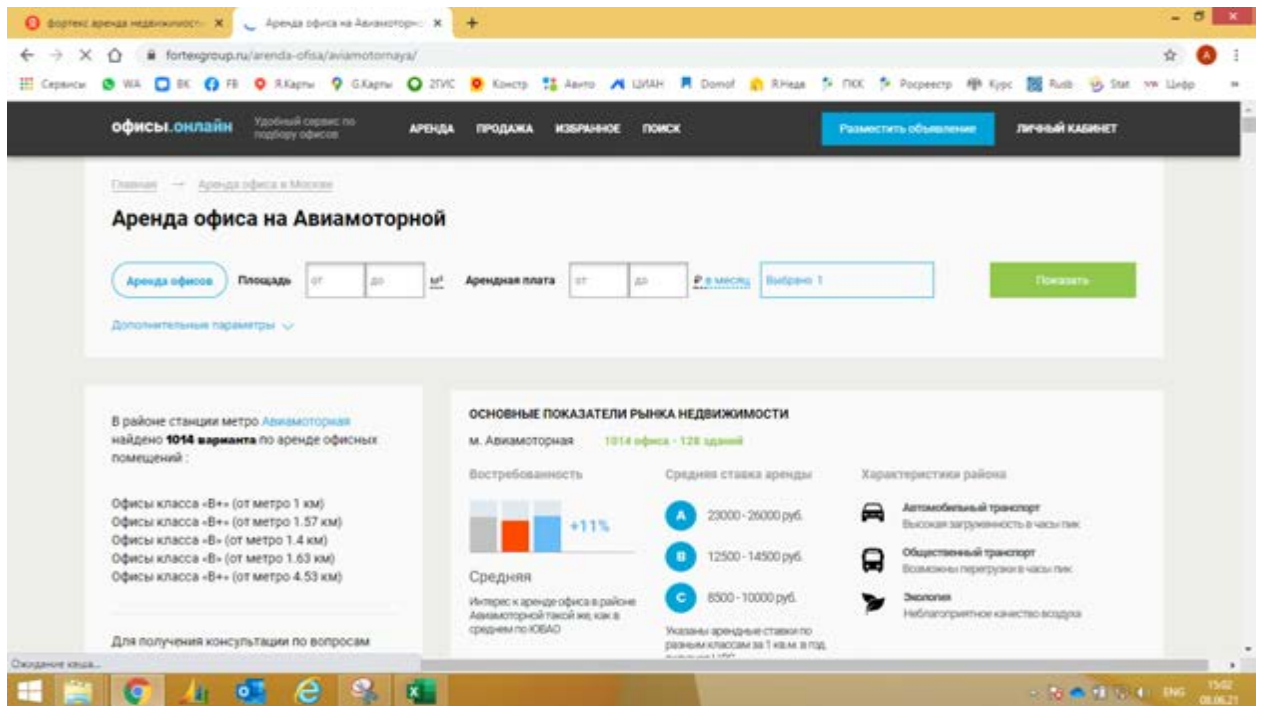 фортекс аренда недвижимост
Аренда офиса на Авиамоторно
fortexgroup.ru/arenda-ofisa/aviamotornaya/
А
Сервисы WA ВК FB Я.Карты G.Карты 2ГИС Констр Авито ЦИАН Domof Я.Недв ПКК Росреестр Курс Rusb Stat Цифр
офисы.онлайн
Удобный сервис по
подбору офисов
АРЕНДА ПРОДАЖА ИЗБРАННОЕ ПОИСК
Разместить объявление
ЛИЧНЫЙ КАБИНЕТ
Главная → Аренда офиса в Москве
Аренда офиса на Авиамоторной
Аренда офисов Площадь от до м² Арендная плата от до ₽ в месяц Выбрано 1 Показать
Дополнительные параметры
В районе станции метро Авиамоторная
найдено 1014 варианта по аренде офисных
помещений :
Офисы класса «B+» (от метро 1 км)
Офисы класса «B+» (от метро 1.57 км)
Офисы класса «B» (от метро 1.4 км)
Офисы класса «B» (от метро 1.63 км)
Офисы класса «B+» (от метро 4.53 км)
Для получения консультации по вопросам
ОСНОВНЫЕ ПОКАЗАТЕЛИ РЫНКА НЕДВИЖИМОСТИ
м. Авиамоторная 1014 офиса - 128 зданий
Востребованность
+11%
Средняя
Интерес к аренде офиса в районе
Авиамоторной такой же, как в
среднем по ЮВАО
Средняя ставка аренды
A 23000 - 26000 руб.
B 12500 - 14500 руб.
C 8500 - 10000 руб.
Указаны арендные ставки по
разным классам за 1 кв.м. в год,
Характеристики района
Автомобильный транспорт
Высокая загруженность в часы пик
Общественный транспорт
Возможны перегрузки в часы пик
Экология
Неблагоприятное качество воздуха
Ожидание кеша...
ENG
15:02
08.06.21